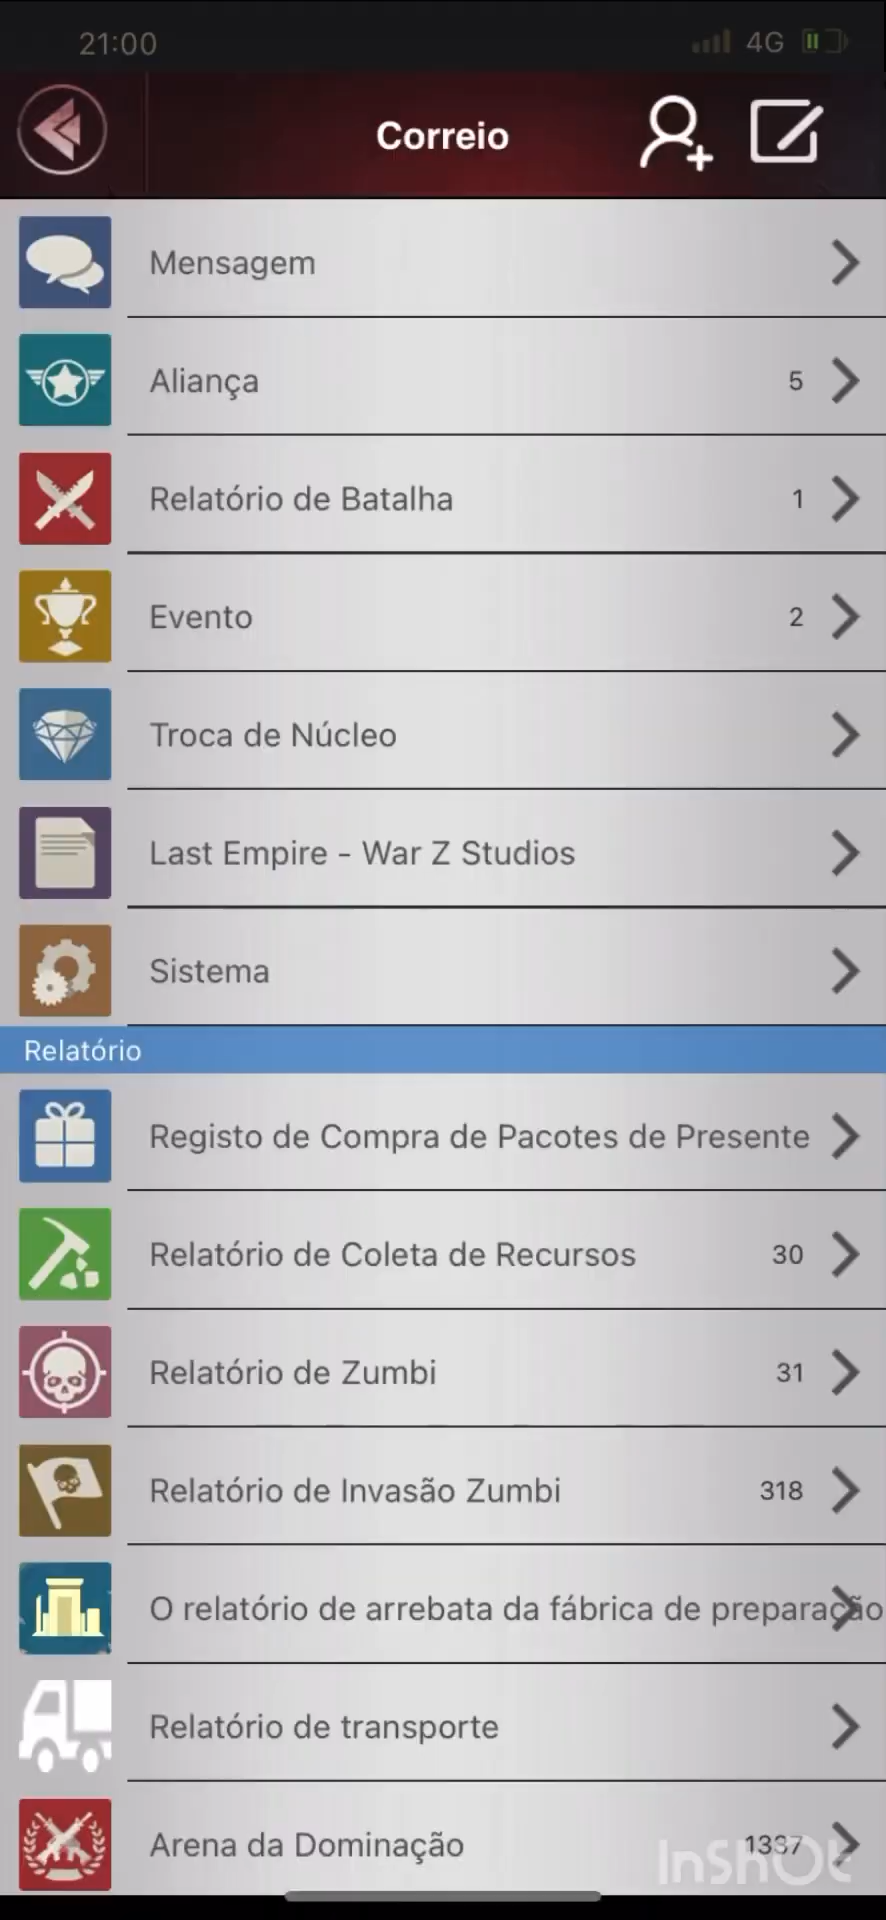 21:00
4G
Correio
Mensagem
Aliança 5
Relatório de Batalha 1
Evento 2
Troca de Núcleo
Last Empire - War Z Studios
Sistema
Relatório
Registo de Compra de Pacotes de Presente
Relatório de Coleta de Recursos 30
Relatório de Zumbi 31
Relatório de Invasão Zumbi 318
O relatório de arrebata da fábrica de preparação
Relatório de transporte
Arena da Dominação 1337
InShOt